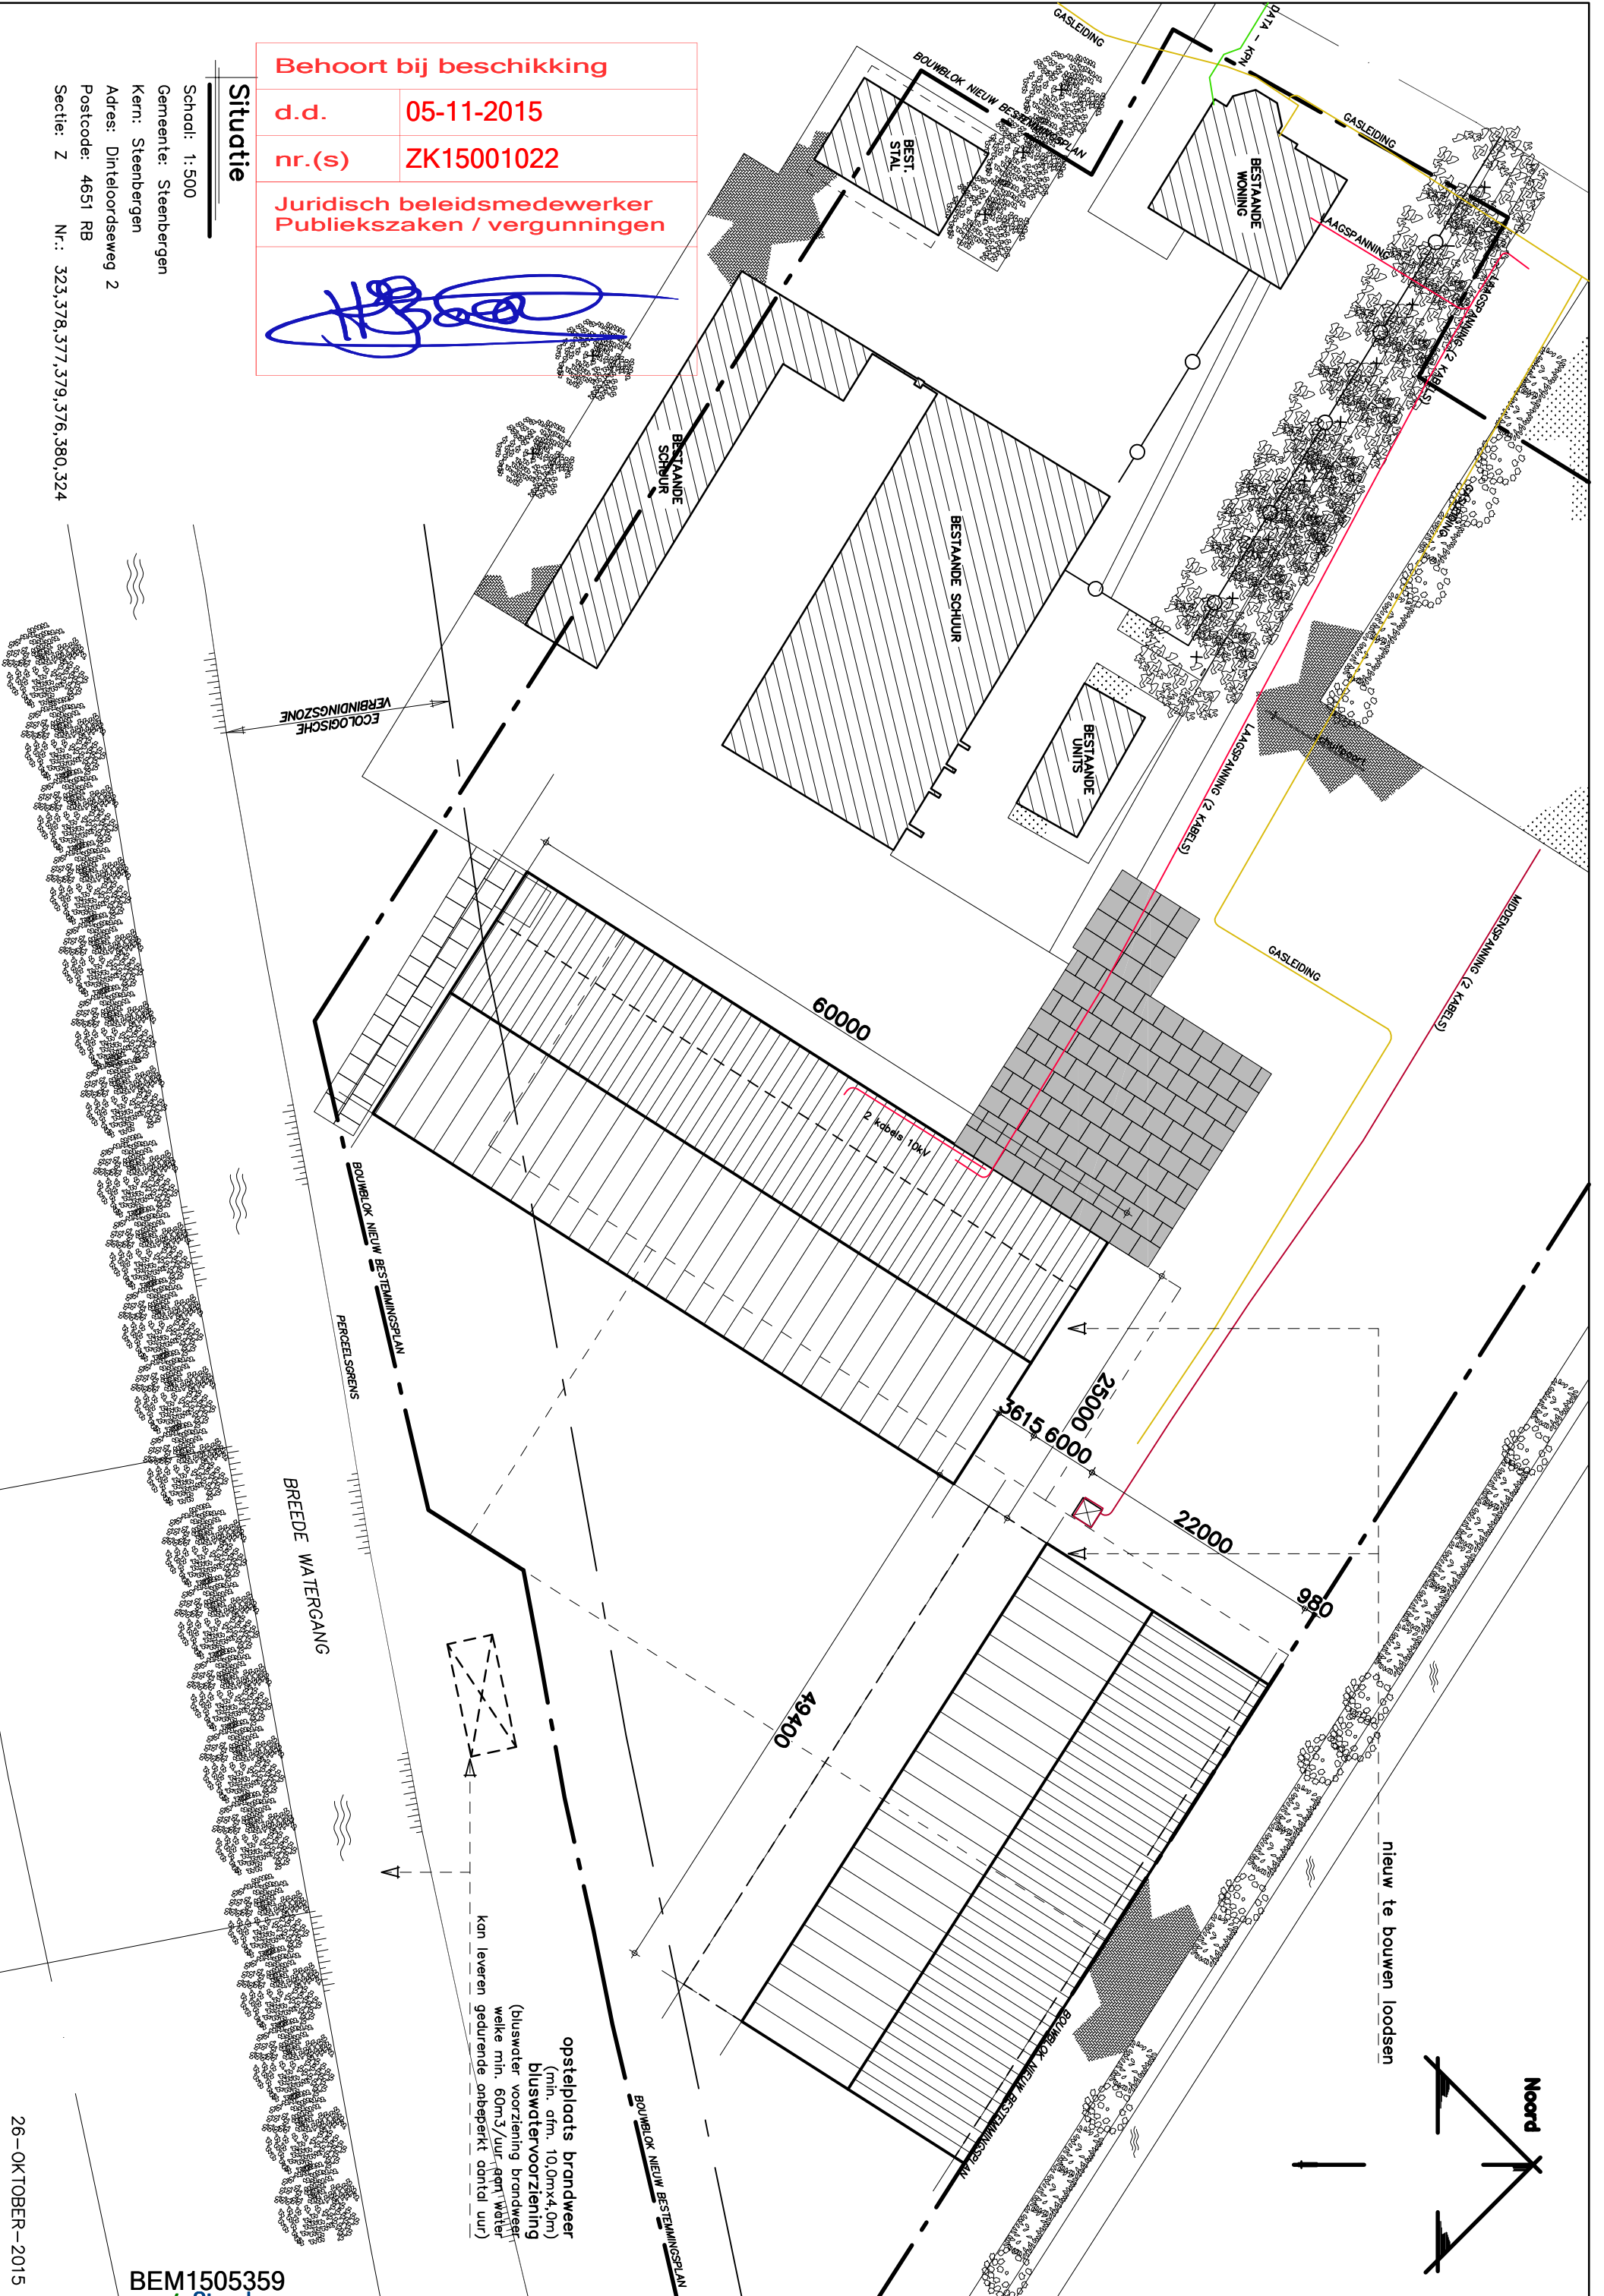 Behoort bij beschikking
d.d. 05-11-2015
nr.(s) ZK15001022
Juridisch beleidsmedewerker
Publiekszaken / vergunningen
Situatie
Schaal: 1:500
Gemeente: Steenbergen
Kern: Steenbergen
Adres: Dinteloordseweg 2
Postcode: 4651 RB
Sectie: Z Nr.: 323,378,377,379,376,380,324
GASLEIDING
DATA - KPN
BOUWBLOK NIEUW BESTEMMINGSPLAN
GASLEIDING
BEST.
STAL
BESTAANDE
WONING
LAAGSPANNING
LAAGSPANNING (2 KABELS)
BESTAANDE
SCHUUR
BESTAANDE SCHUUR
GASLEIDING
BESTAANDE
UNITS
schuifpoort
LAAGSPANNING (2 KABELS)
ECOLOGISCHE
VERBINDINGSZONE
GASLEIDING
MIDDENSPANNING (2 KABELS)
60000
2 kabels 10kV
BOUWBLOK NIEUW BESTEMMINGSPLAN
PERCEELSGRENS
25000
3615
6000
22000
980
BREEDE WATERGANG
49400
nieuw te bouwen loodsen
Noord
BOUWBLOK NIEUW BESTEMMINGSPLAN
opstelplaats brandweer
(min. afm. 10,0mx4,0m)
bluswatervoorziening
(bluswater voorziening brandweer
welke min. 60m3/uur aan water
kan leveren gedurende onbeperkt aantal uur)
BOUWBLOK NIEUW BESTEMMINGSPLAN
26-OKTOBER-2015
BEM1505359